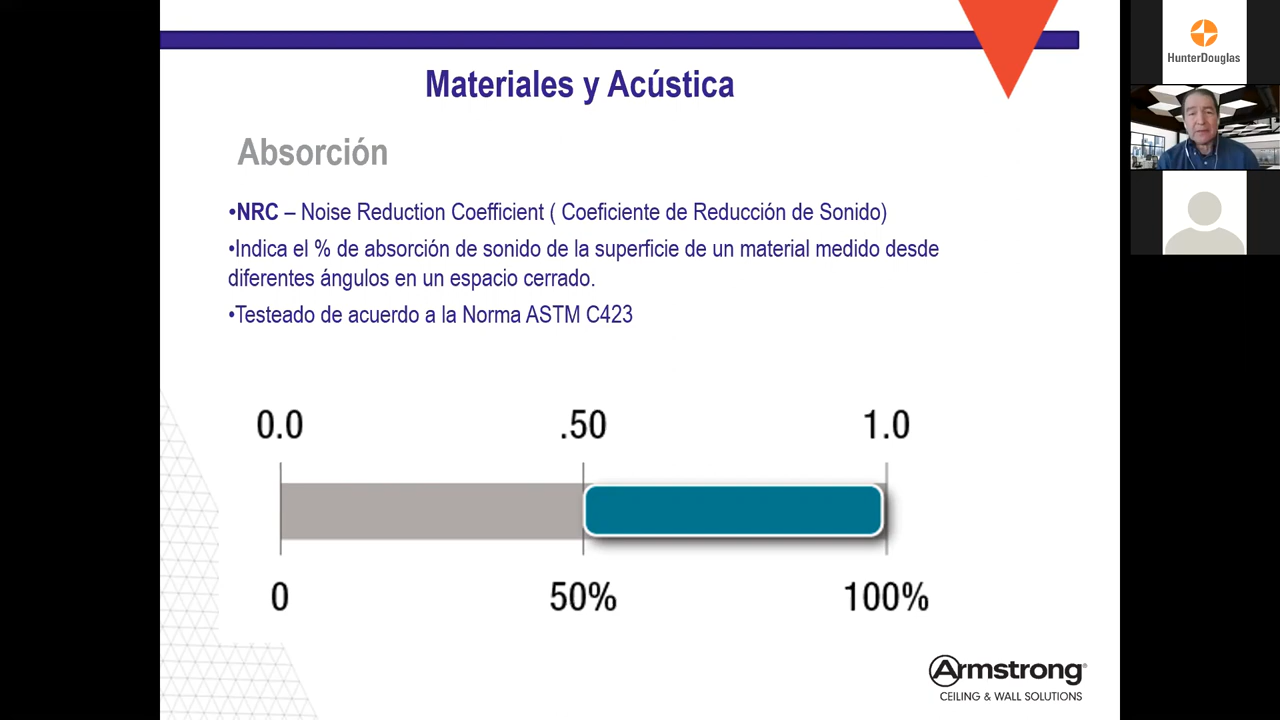 Materiales y Acústica
Absorción
•NRC – Noise Reduction Coefficient ( Coeficiente de Reducción de Sonido)
•Indica el % de absorción de sonido de la superficie de un material medido desde
diferentes ángulos en un espacio cerrado.
•Testeado de acuerdo a la Norma ASTM C423
0.0 .50 1.0
0 50% 100%
Armstrong®
CEILING & WALL SOLUTIONS
HunterDouglas